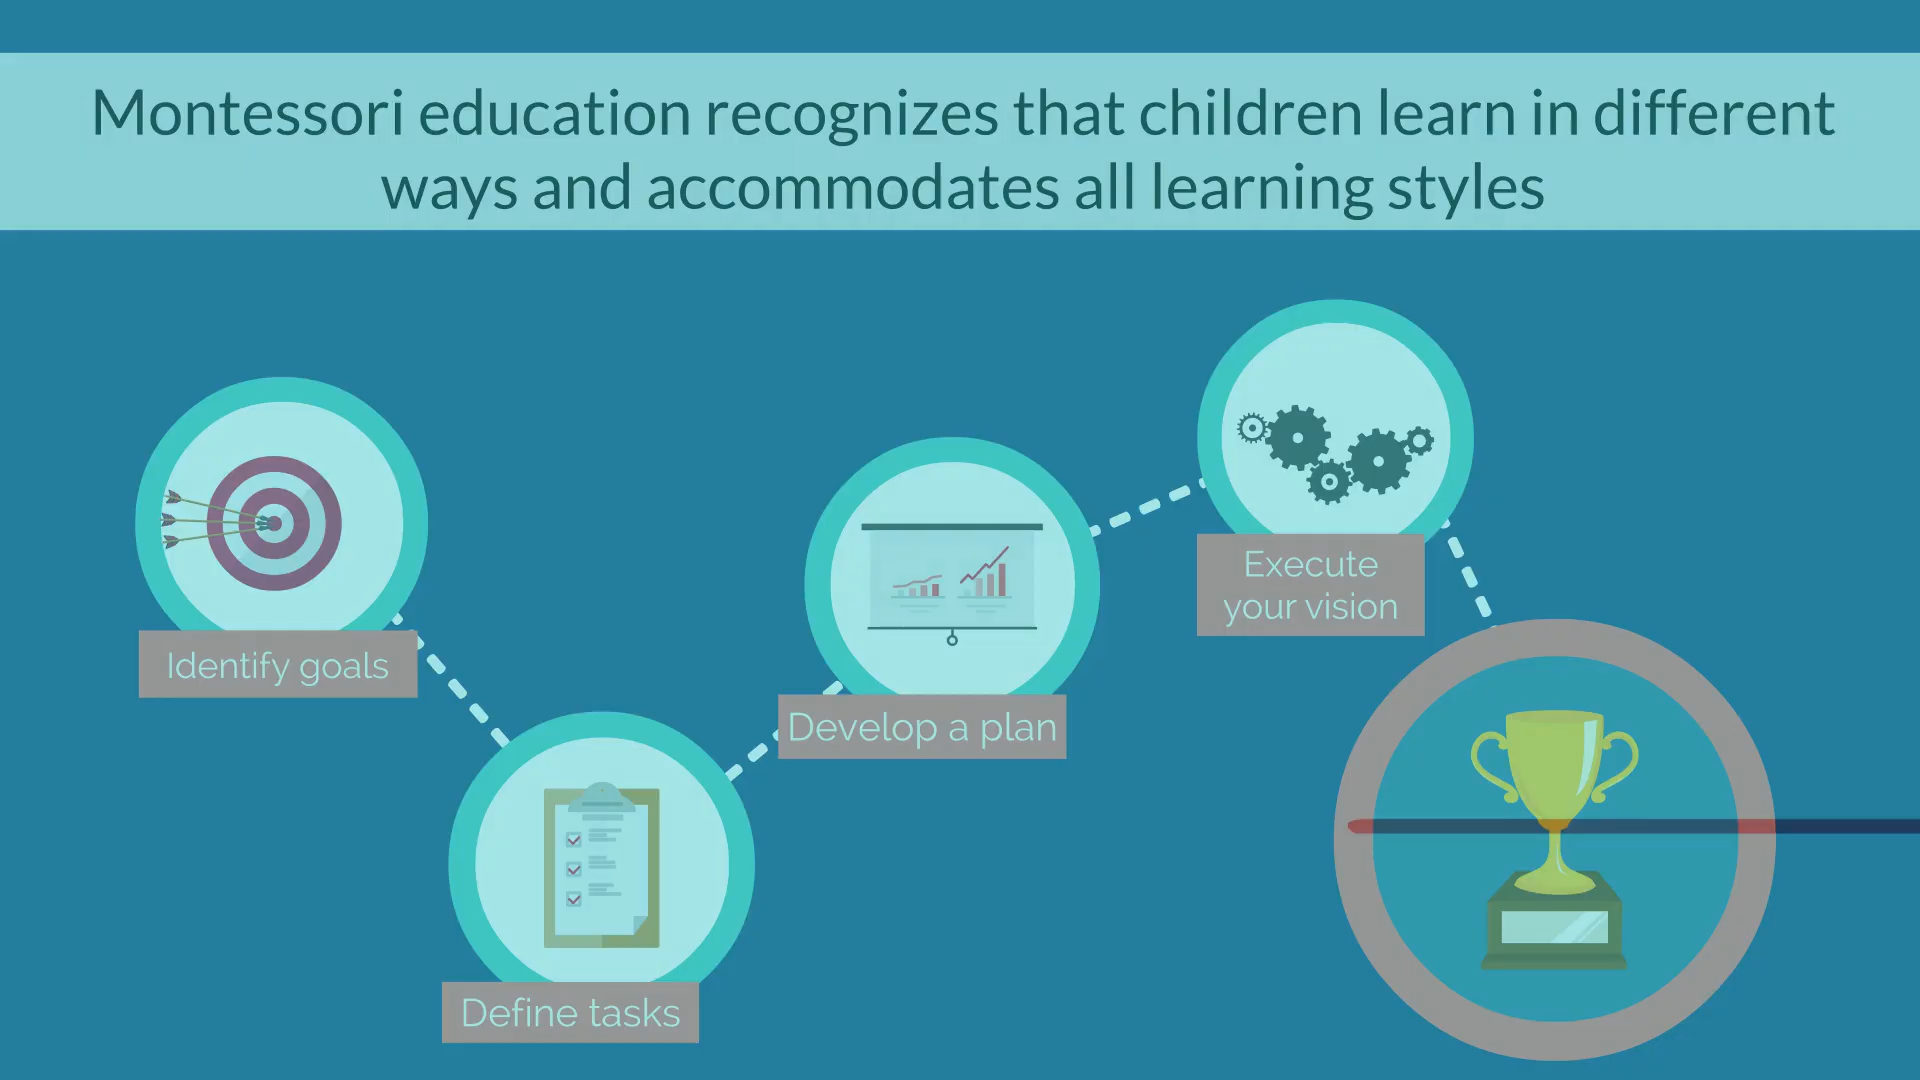 Montessori education recognizes that children learn in different
ways and accommodates all learning styles
Identify goals
Define tasks
Develop a plan
Execute
your vision